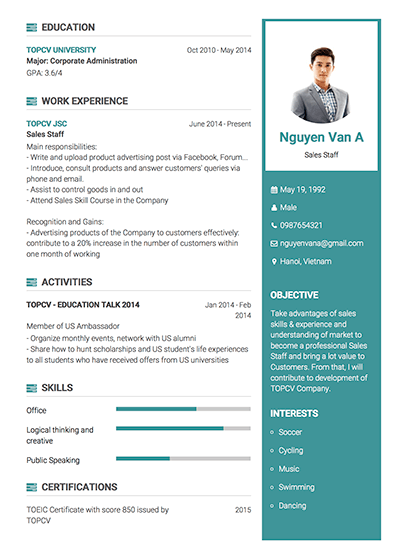 EDUCATION
TOPCV UNIVERSITY Oct 2010 - May 2014
Major: Corporate Administration
GPA: 3.6/4
WORK EXPERIENCE
TOPCV JSC June 2014 - Present
Sales Staff
Main responsibilities:
- Write and upload product advertising post via Facebook, Forum...
- Introduce, consult products and answer customers' queries via
phone and email.
- Assist to control goods in and out
- Attend Sales Skill Course in the Company
Recognition and Gains:
- Advertising products of the Company to customers effectively:
contribute to a 20% increase in the number of customers within
one month of working
ACTIVITIES
TOPCV - EDUCATION TALK 2014 Jan 2014 - Feb
2014
Member of US Ambassador
- Organize monthly events, network with US alumni
- Share how to hunt scholarships and US student's life experiences
to all students who have received offers from US universities
SKILLS
Office
Logical thinking and
creative
Public Speaking
CERTIFICATIONS
TOEIC Certificate with score 850 issued by 2015
TOPCV
Nguyen Van A
Sales Staff
May 19, 1992
Male
0987654321
nguyenvana@gmail.com
Hanoi, Vietnam
OBJECTIVE
Take advantages of sales
skills & experience and
understanding of market to
become a professional Sales
Staff and bring a lot value to
Customers. From that, I will
contribute to development of
TOPCV Company.
INTERESTS
Soccer
Cycling
Music
Swimming
Dancing